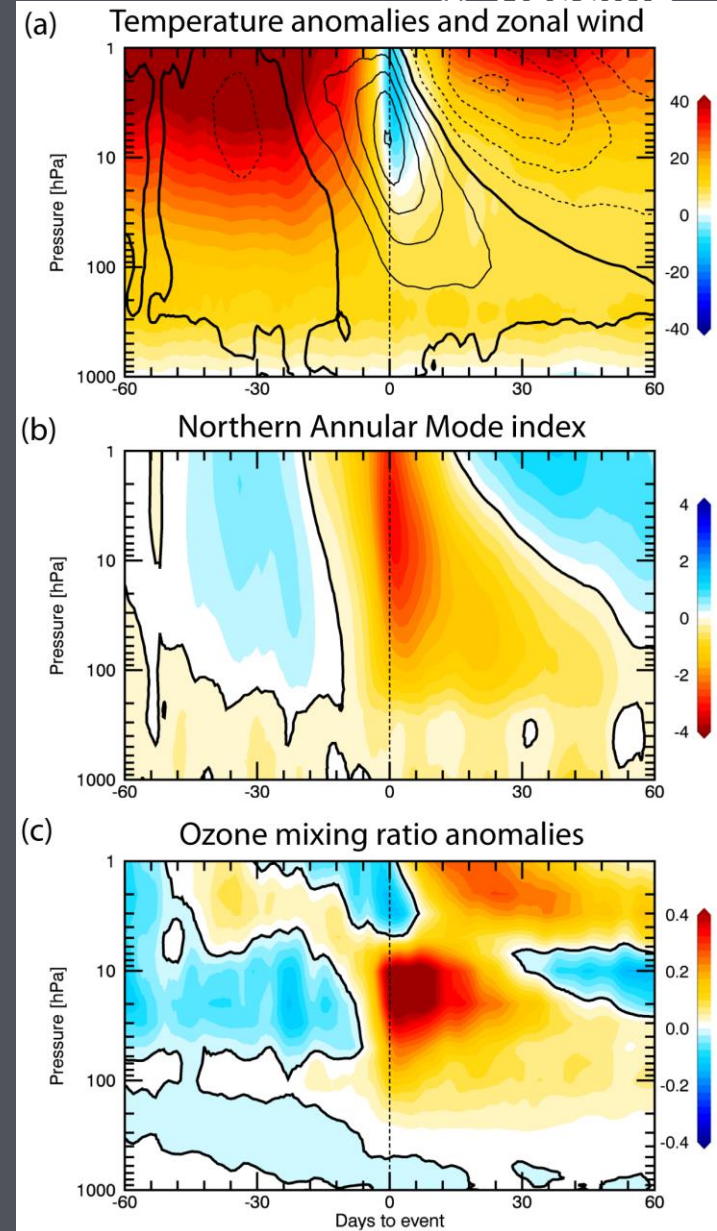 (a) Temperature anomalies and zonal wind
1
10
100
1000
Pressure [hPa]
-60 -30 0 30 60
40
20
0
-20
-40
(b) Northern Annular Mode index
1
10
100
1000
Pressure [hPa]
-60 -30 0 30 60
4
2
0
-2
-4
(c) Ozone mixing ratio anomalies
1
10
100
1000
Pressure [hPa]
-60 -30 0 30 60
Days to event
0.4
0.2
0.0
-0.2
-0.4